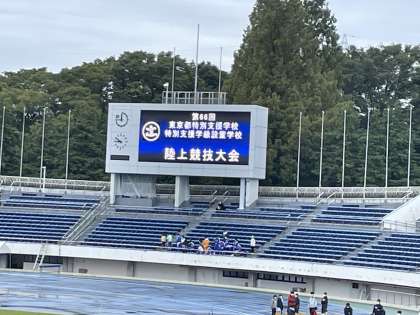 第66回
東京都特別支援学校
特別支援学級設置学校
陸上競技大会